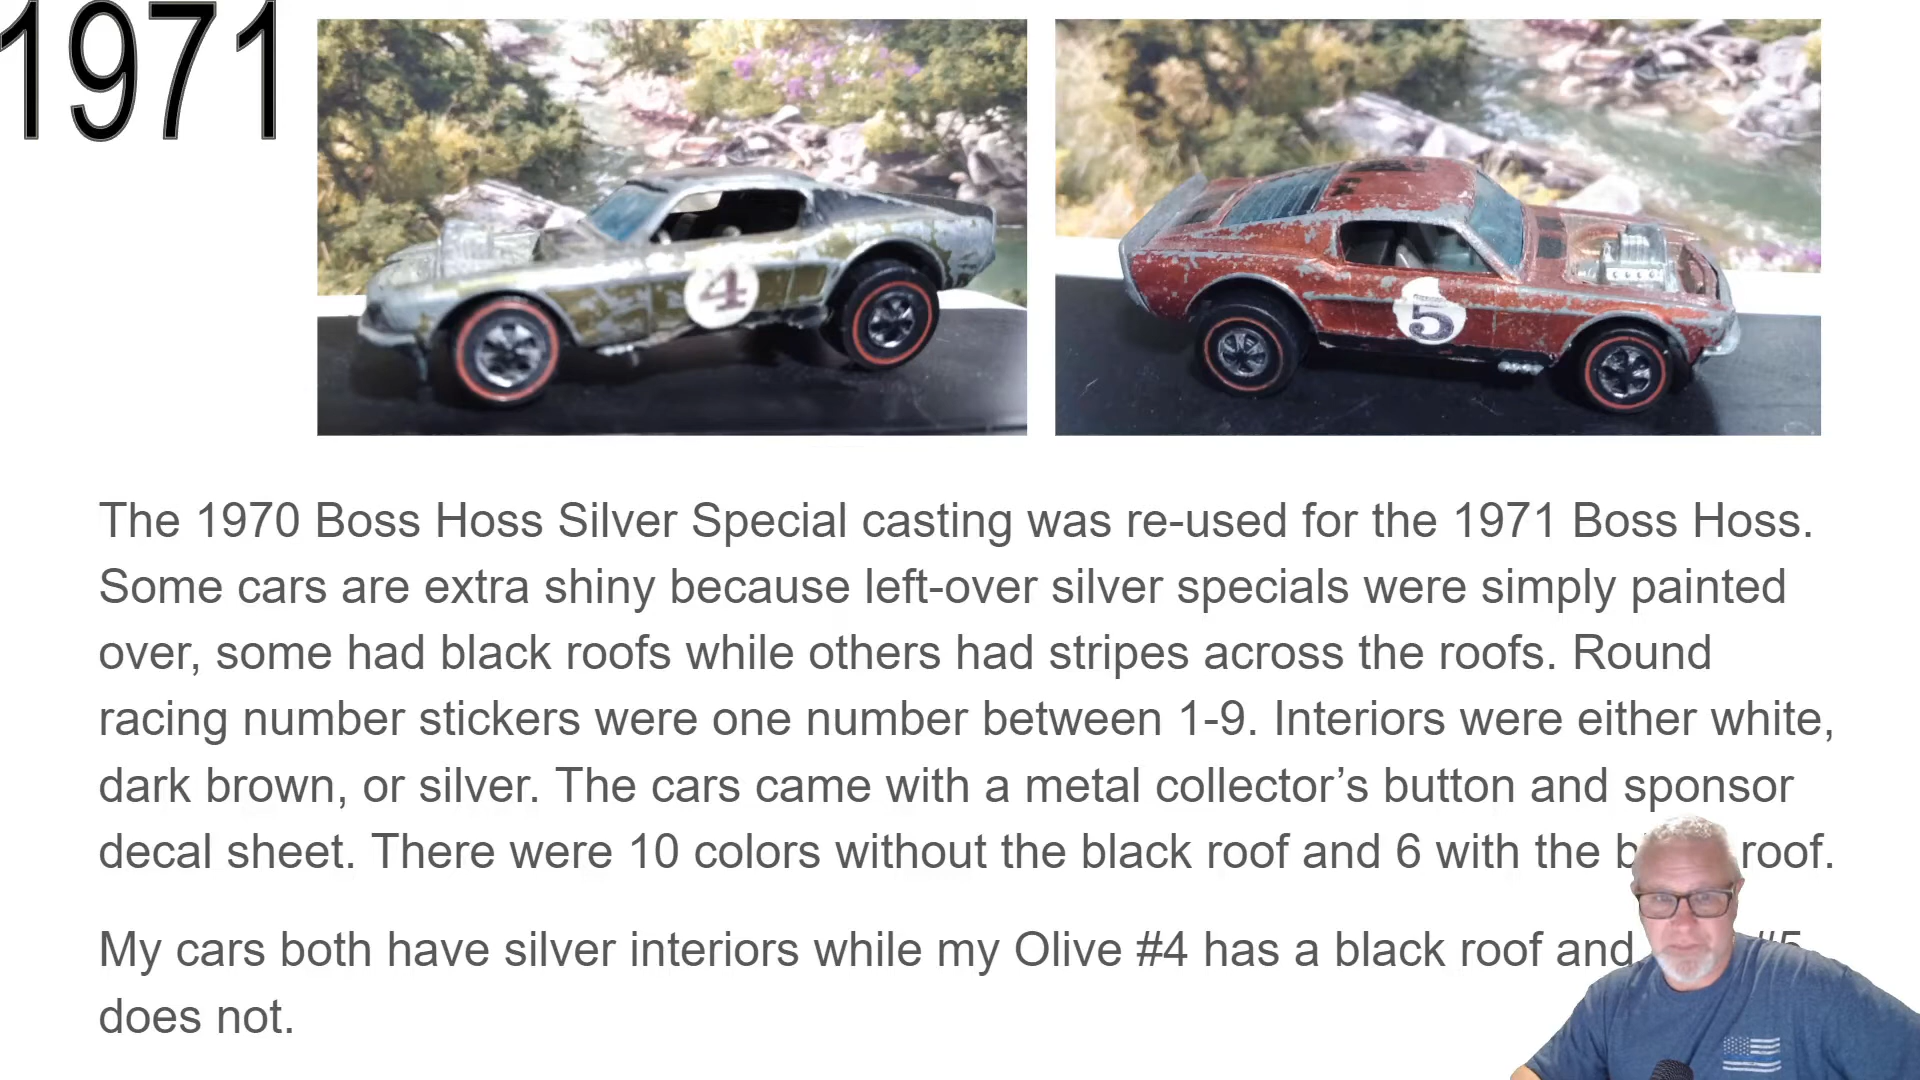 1971
4
5
The 1970 Boss Hoss Silver Special casting was re-used for the 1971 Boss Hoss.
Some cars are extra shiny because left-over silver specials were simply painted
over, some had black roofs while others had stripes across the roofs. Round
racing number stickers were one number between 1-9. Interiors were either white,
dark brown, or silver. The cars came with a metal collector’s button and sponsor
decal sheet. There were 10 colors without the black roof and 6 with the roof.
My cars both have silver interiors while my Olive #4 has a black roof and #5
does not.